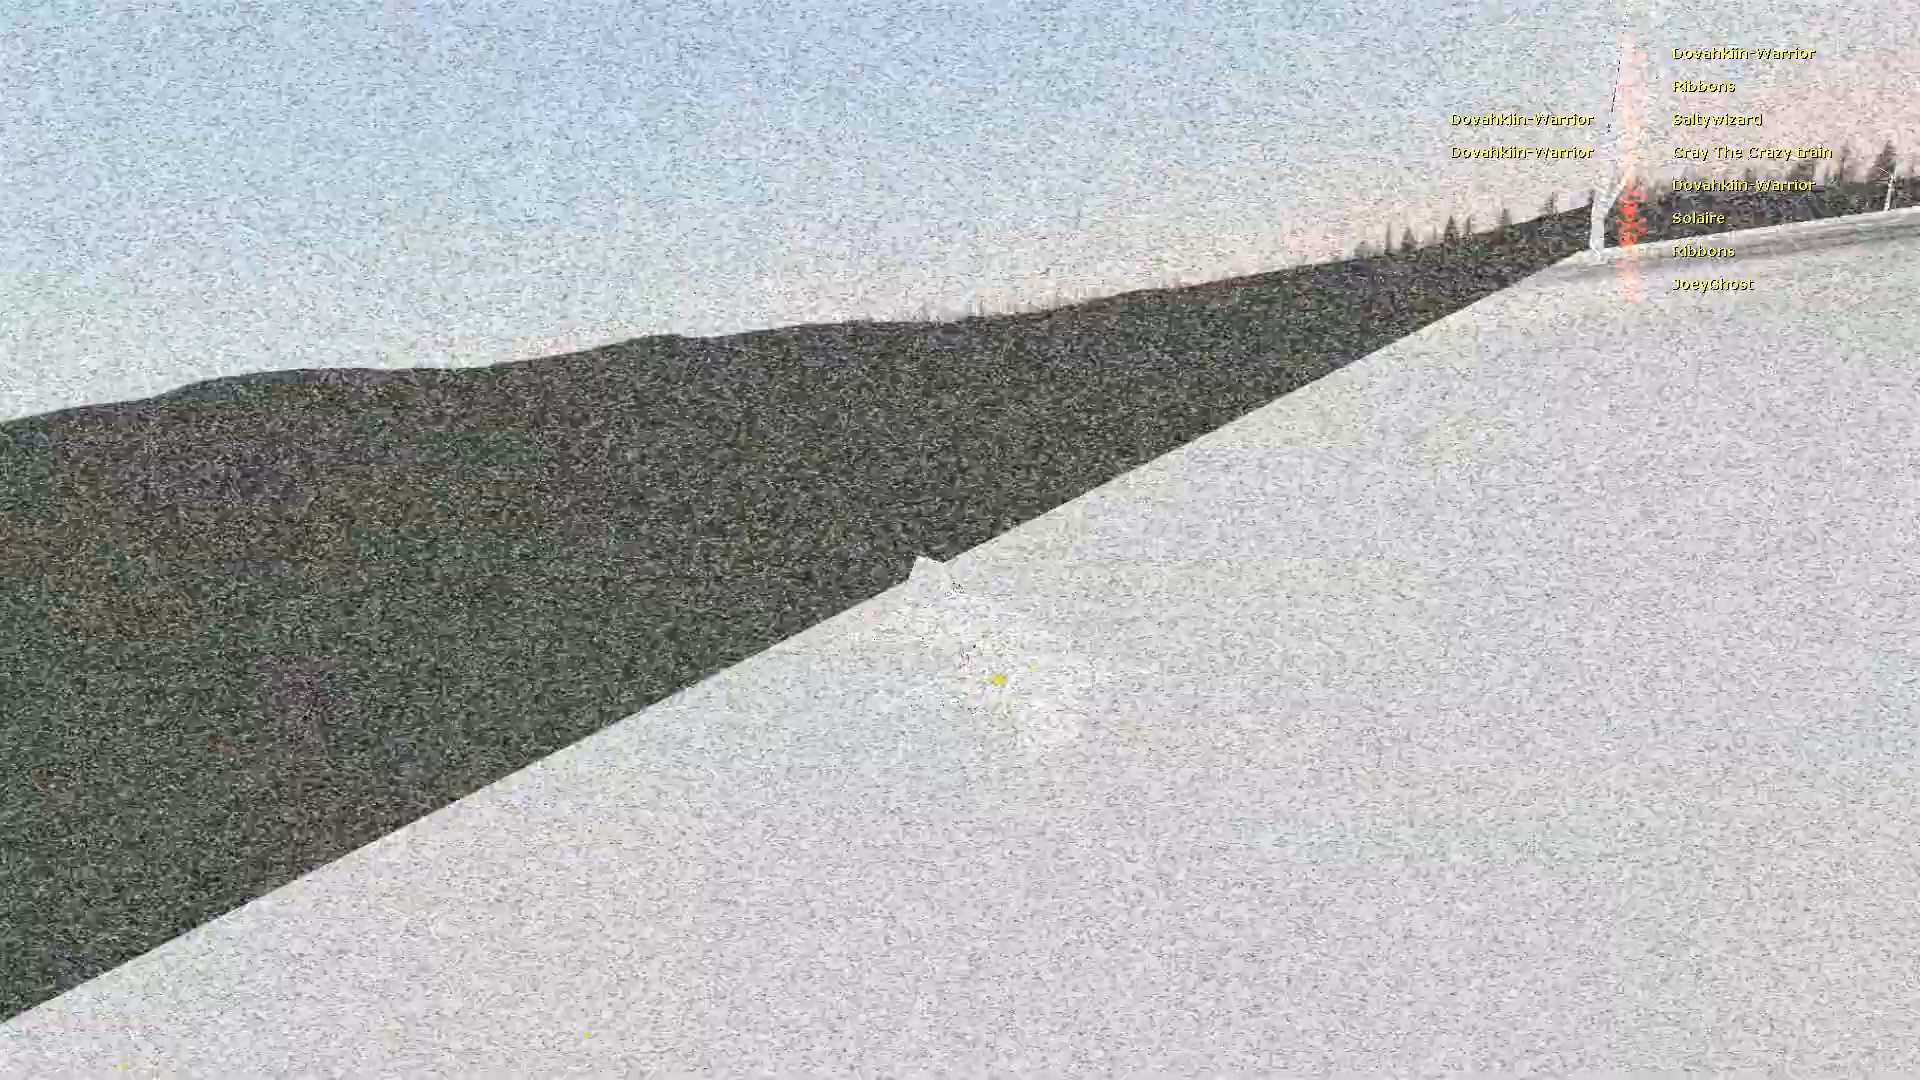 Dovahkiin-Warrior
Ribbons
Dovahkiin-Warrior Saltywizard
Dovahkiin-Warrior Gray The Crazy train
Dovahkiin-Warrior
Solaire
Ribbons
JoeyGhost